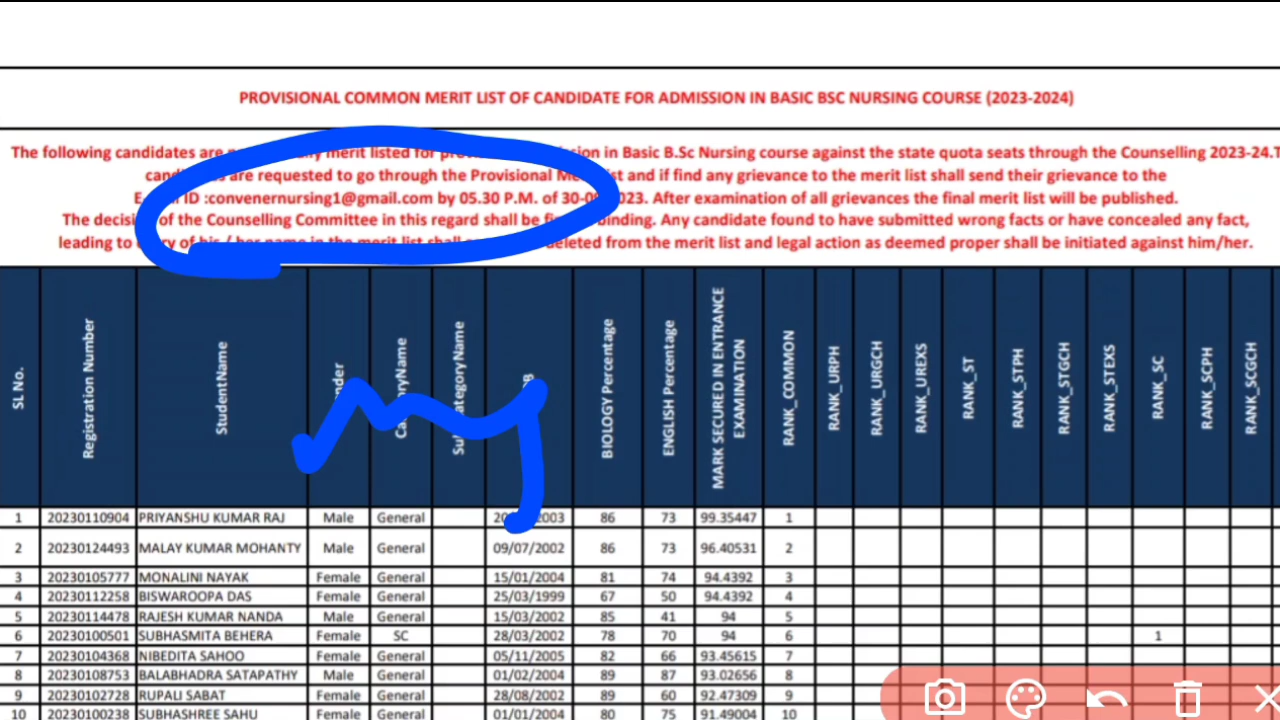 PROVISIONAL COMMON MERIT LIST OF CANDIDATE FOR ADMISSION IN BASIC BSC NURSING COURSE (2023-2024)
The following candidates are merit listed for in Basic B.Sc Nursing course against the state quota seats through the Counselling 2023-24.T
are requested to go through the Provisional and if find any grievance to the merit list shall send their grievance to the
ID :convenernursing1@gmail.com by 05.30 P.M. of After examination of all grievances the final merit list will be published.
The of the Counselling Committee in this regard shall be Any candidate found to have submitted wrong facts or have concealed any fact,
leading to of his / her name in the merit list shall deleted from the merit list and legal action as deemed proper shall be initiated against him/her.
SL No. Registration Number StudentName BIOLOGY Percentage ENGLISH Percentage MARK SECURED IN ENTRANCE EXAMINATION RANK_COMMON RANK_URPH RANK_URGCH RANK_UREXS RANK_ST RANK_STPH RANK_STGCH RANK_STEXS RANK_SC RANK_SCPH RANK_SCGCH
1 20230110904 PRIYANSHU KUMAR RAJ Male General 86 73 99.35447 1
2 20230124493 MALAY KUMAR MOHANTY Male General 09/07/2002 86 73 96.40531 2
3 20230105777 MONALINI NAYAK Female General 15/01/2004 81 74 94.4392 3
4 20230112258 BISWAROOPA DAS Female General 25/03/1999 67 50 94.4392 4
5 20230114478 RAJESH KUMAR NANDA Male General 15/03/2002 85 41 94 5
6 20230100501 SUBHASMITA BEHERA Female SC 28/03/2002 78 70 94 6 1
7 20230104368 NIBEDITA SAHOO Female General 05/11/2005 82 66 93.45615 7
8 20230108753 BALABHADRA SATAPATHY Male General 01/02/2004 89 87 93.02656 8
9 20230102728 RUPALI SABAT Female General 28/08/2002 89 60 92.47309 9
10 20230100238 SUBHASHREE SAHU Female General 01/01/2004 80 75 91.49004 10